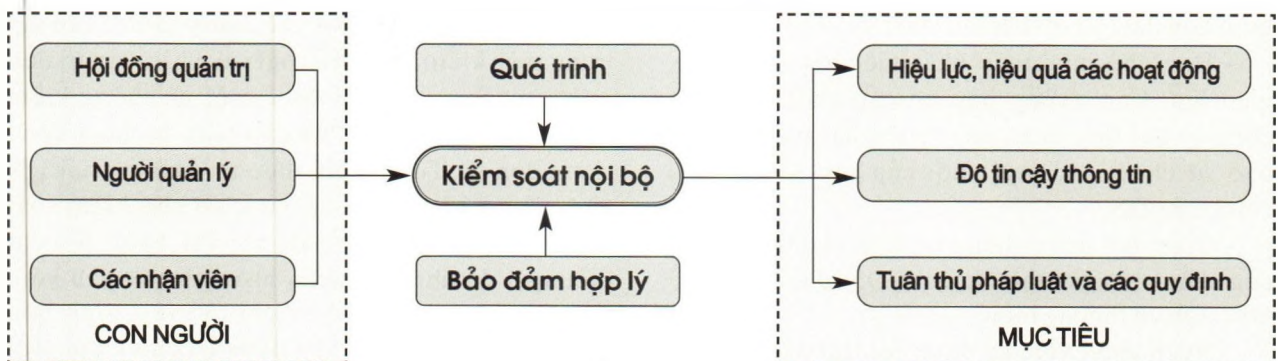 Hội đồng quản trị
Người quản lý
Các nhận viên
CON NGƯỜI
Quá trình
Kiểm soát nội bộ
Bảo đảm hợp lý
Hiệu lực, hiệu quả các hoạt động
Độ tin cậy thông tin
Tuân thủ pháp luật và các quy định
MỤC TIÊU